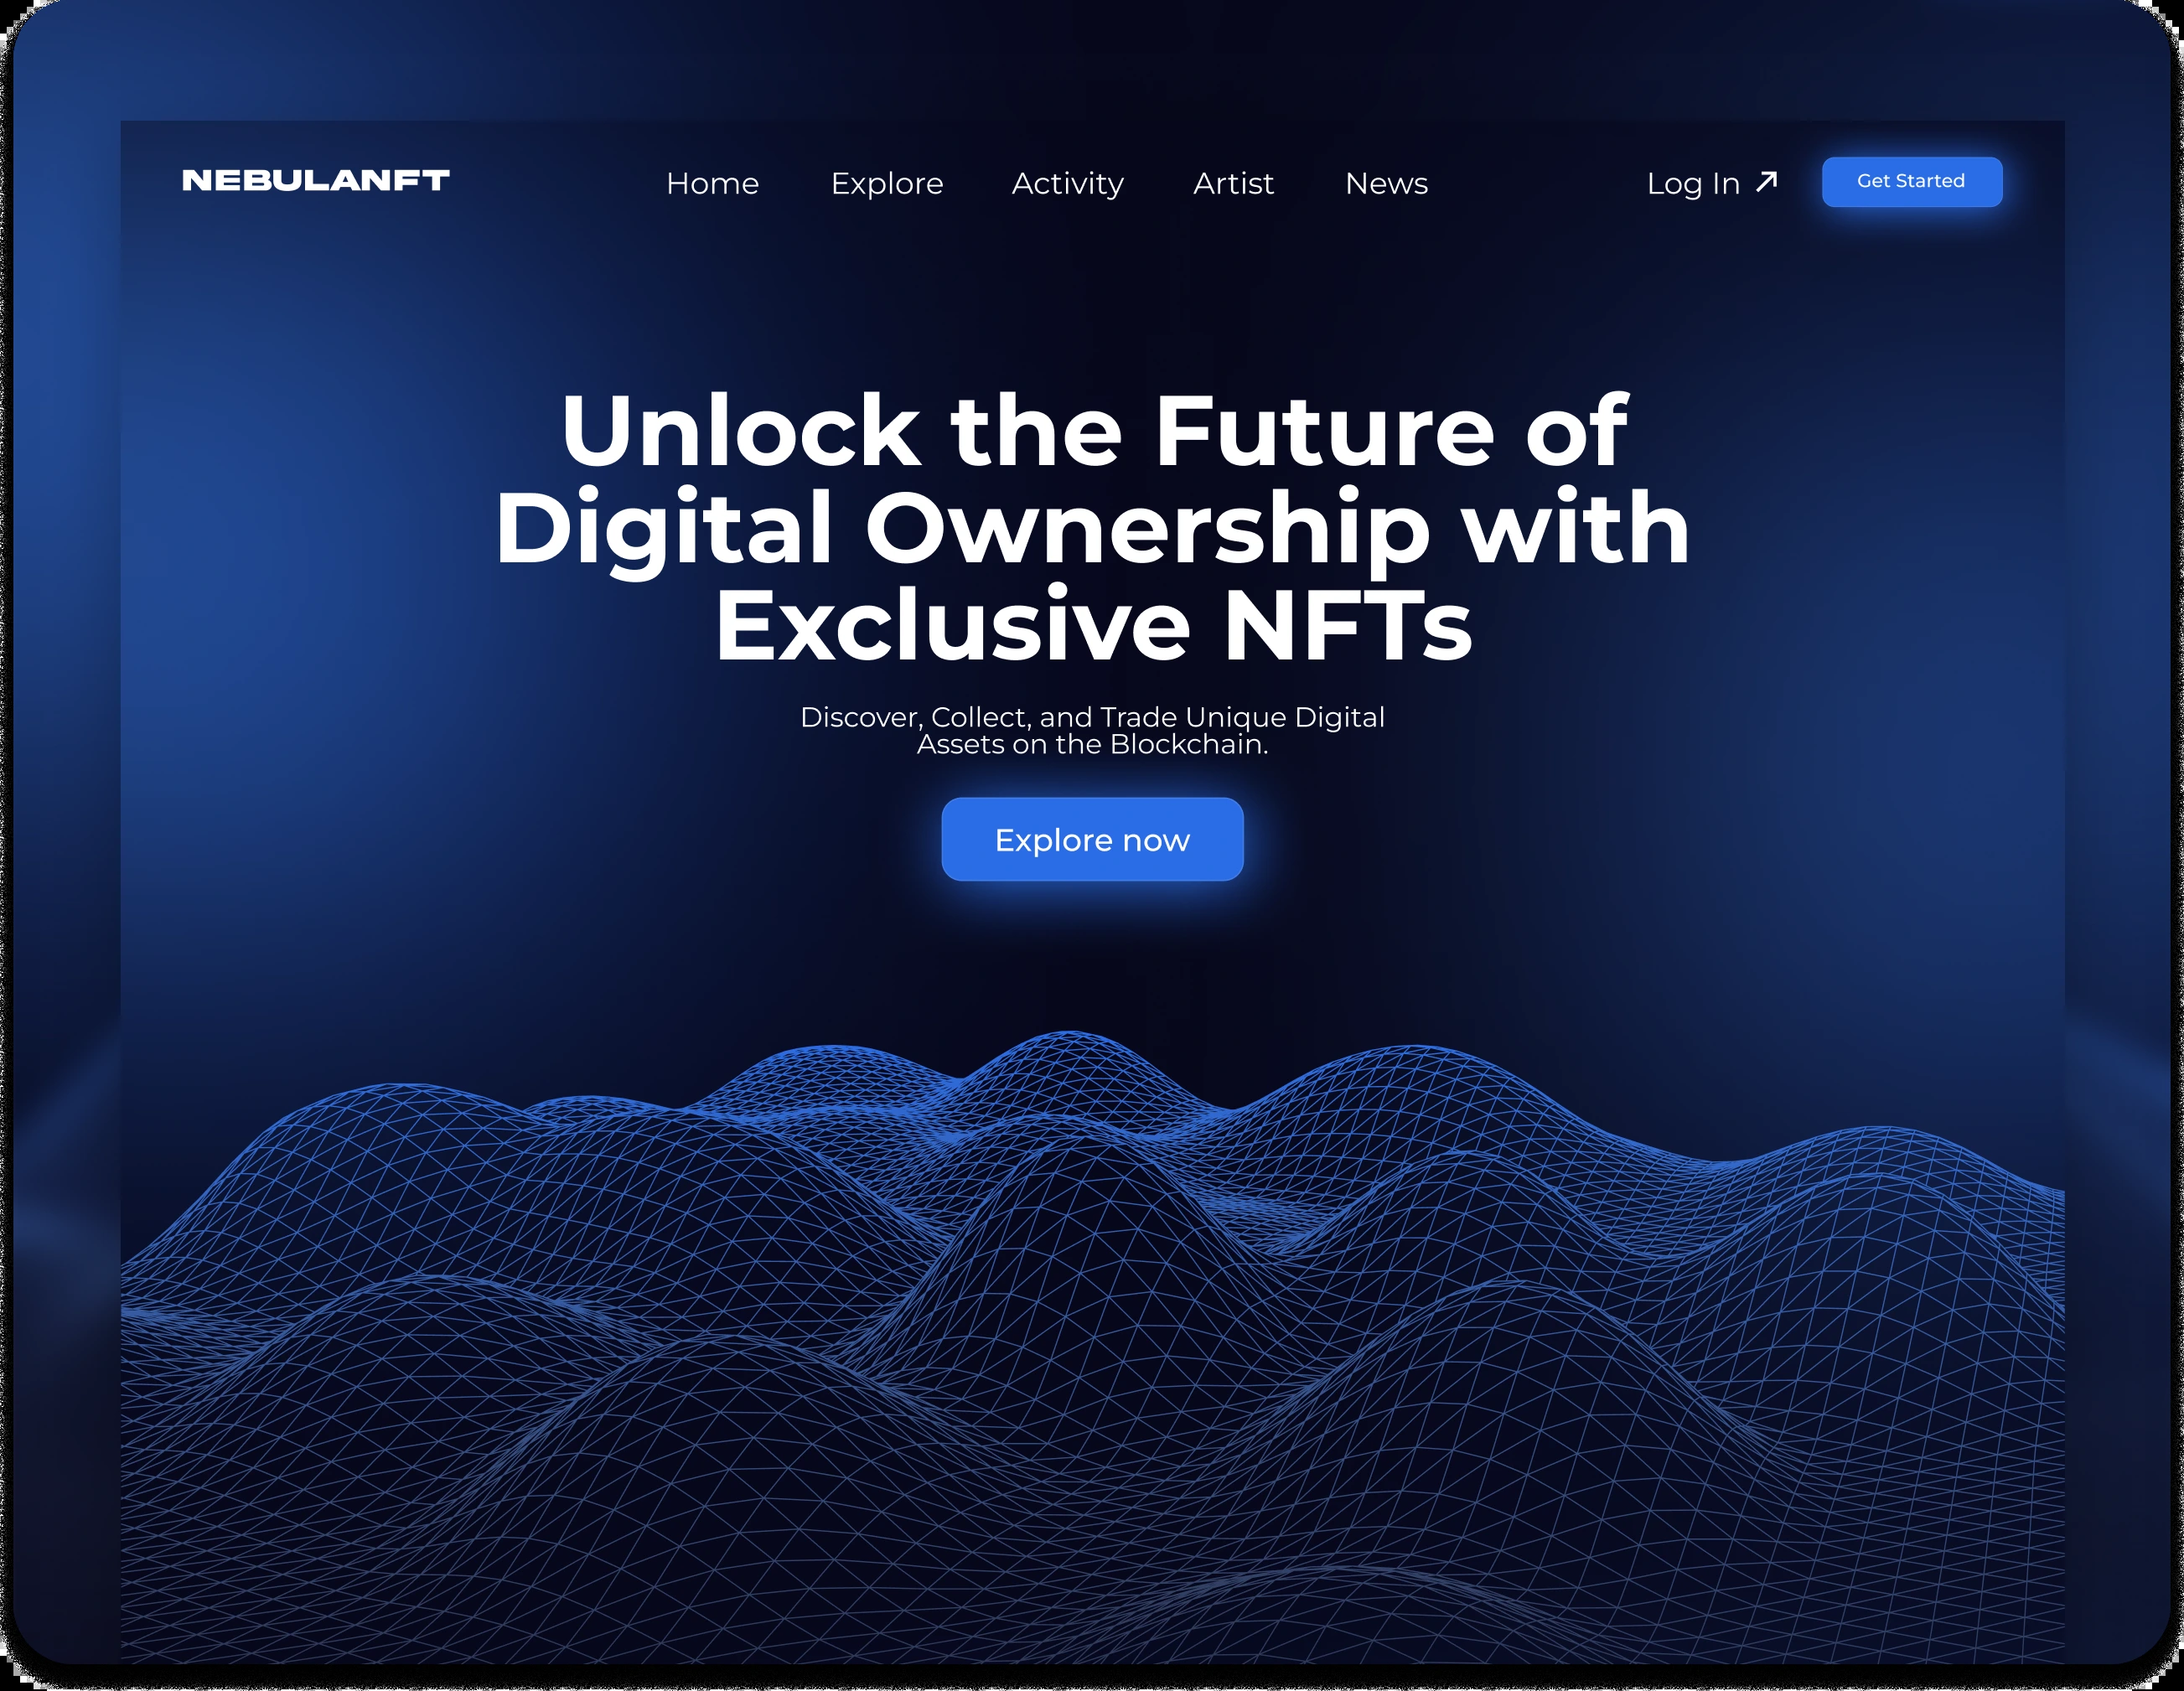 NEBULANFT
Home Explore Activity Artist News
Log In
Get Started
Unlock the Future of
Digital Ownership with
Exclusive NFTs
Discover, Collect, and Trade Unique Digital
Assets on the Blockchain.
Explore now